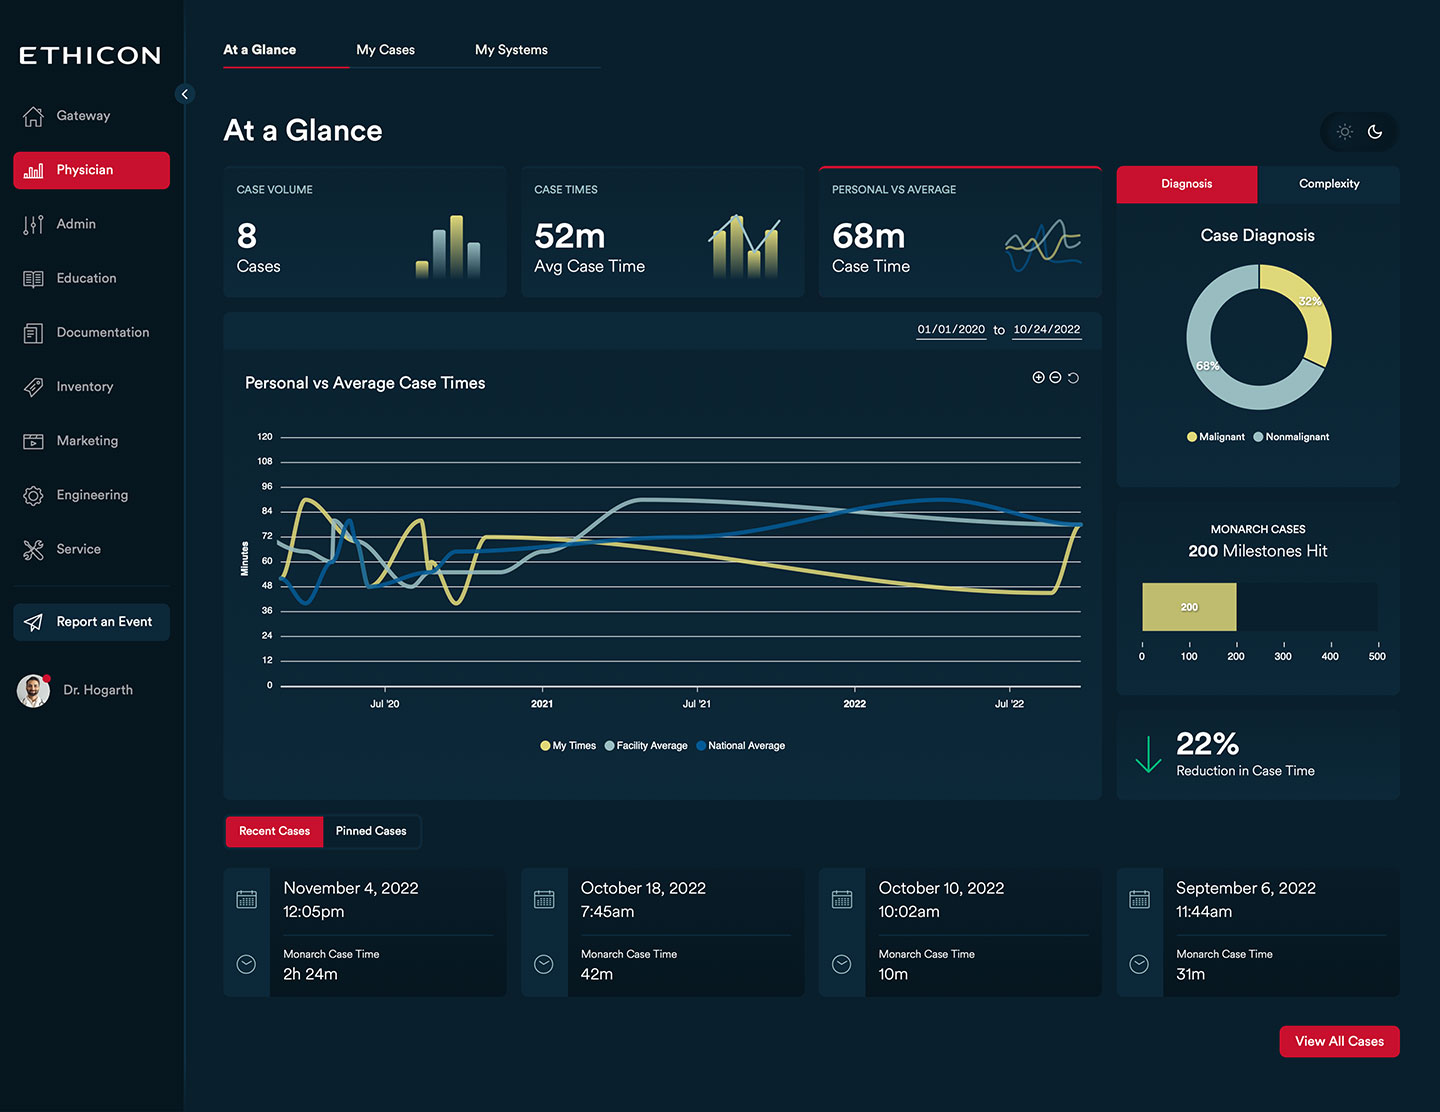 ETHICON
Gateway
Physician
Admin
Education
Documentation
Inventory
Marketing
Engineering
Service
Report an Event
Dr. Hogarth
At a Glance
My Cases
My Systems
At a Glance
CASE VOLUME
8
Cases
CASE TIMES
52m
Avg Case Time
PERSONAL VS AVERAGE
68m
Case Time
01/01/2020 to 10/24/2022
Personal vs Average Case Times
Minutes
120
108
96
84
72
60
48
36
24
12
0
Jul '20
2021
Jul '21
2022
Jul '22
My Times
Facility Average
National Average
Diagnosis
Complexity
Case Diagnosis
32%
68%
Malignant
Nonmalignant
MONARCH CASES
200 Milestones Hit
200
0
100
200
300
400
500
22%
Reduction in Case Time
Recent Cases
Pinned Cases
November 4, 2022
12:05pm
Monarch Case Time
2h 24m
October 18, 2022
7:45am
Monarch Case Time
42m
October 10, 2022
10:02am
Monarch Case Time
10m
September 6, 2022
11:44am
Monarch Case Time
31m
View All Cases